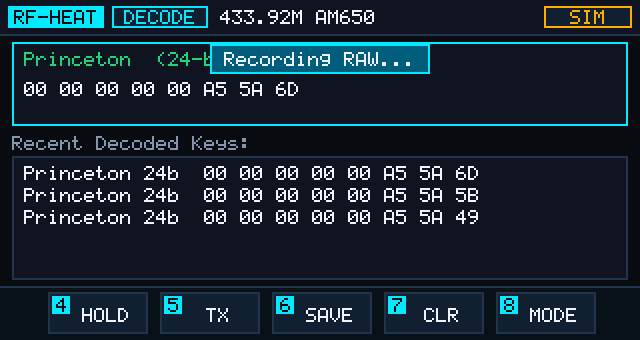 RF-HEAT DECODE 433.92M AM650 SIM
Princeton (24-b
Recording RAW...
00 00 00 00 00 A5 5A 6D
Recent Decoded Keys:
Princeton 24b 00 00 00 00 00 A5 5A 6D
Princeton 24b 00 00 00 00 00 A5 5A 5B
Princeton 24b 00 00 00 00 00 A5 5A 49
4 HOLD 5 TX 6 SAVE 7 CLR 8 MODE